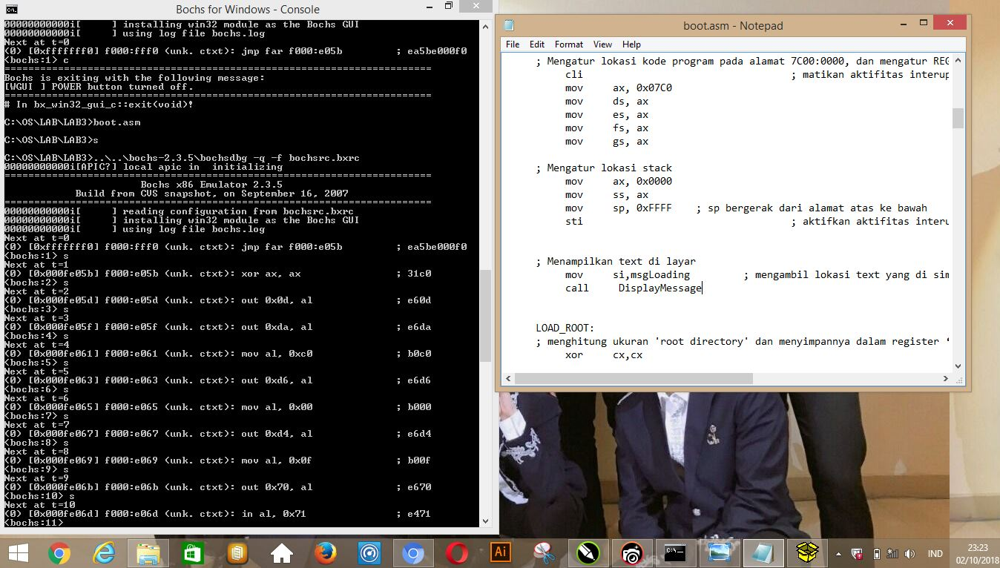 Bochs for Windows - Console
00000000000i[      ] installing win32 module as the Bochs GUI
00000000000i[      ] using log file bochs.log
Next at t=0
(0) [0xfffffff0] f000:fff0 (unk. ctxt): jmp far f000:e05b          ; ea5be000f0
<bochs:1> c
========================================================================
Bochs is exiting with the following message:
[WGUI  ] POWER button turned off.
========================================================================
# In bx_win32_gui_c::exit(void)!
C:\OS\LAB\LAB3>boot.asm
C:\OS\LAB\LAB3>s
C:\OS\LAB\LAB3>..\..\bochs-2.3.5\bochsdbg -q -f bochsrc.bxrc
00000000000i[APIC?] local apic in  initializing
========================================================================
Bochs x86 Emulator 2.3.5
Build from CVS snapshot, on September 16, 2007
========================================================================
00000000000i[      ] reading configuration from bochsrc.bxrc
00000000000i[      ] installing win32 module as the Bochs GUI
00000000000i[      ] using log file bochs.log
Next at t=0
(0) [0xfffffff0] f000:fff0 (unk. ctxt): jmp far f000:e05b          ; ea5be000f0
<bochs:1> s
Next at t=1
(0) [0x000fe05b] f000:e05b (unk. ctxt): xor ax, ax                ; 31c0
<bochs:2> s
Next at t=2
(0) [0x000fe05d] f000:e05d (unk. ctxt): out 0x0d, al              ; e60d
<bochs:3> s
Next at t=3
(0) [0x000fe05f] f000:e05f (unk. ctxt): out 0xda, al              ; e6da
<bochs:4> s
Next at t=4
(0) [0x000fe061] f000:e061 (unk. ctxt): mov al, 0xc0              ; b0c0
<bochs:5> s
Next at t=5
(0) [0x000fe063] f000:e063 (unk. ctxt): out 0xd6, al              ; e6d6
<bochs:6> s
Next at t=6
(0) [0x000fe065] f000:e065 (unk. ctxt): mov al, 0x00              ; b000
<bochs:7> s
Next at t=7
(0) [0x000fe067] f000:e067 (unk. ctxt): out 0xd4, al              ; e6d4
<bochs:8> s
Next at t=8
(0) [0x000fe069] f000:e069 (unk. ctxt): mov al, 0x0f              ; b00f
<bochs:9> s
Next at t=9
(0) [0x000fe06b] f000:e06b (unk. ctxt): out 0x70, al              ; e670
<bochs:10> s
Next at t=10
(0) [0x000fe06d] f000:e06d (unk. ctxt): in al, 0x71               ; e471
<bochs:11>
boot.asm - Notepad
File Edit Format View Help
; Mengatur lokasi kode program pada alamat 7C00:0000, dan mengatur REG
cli ; matikan aktifitas interup
mov ax, 0x07C0
mov ds, ax
mov es, ax
mov fs, ax
mov gs, ax
; Mengatur lokasi stack
mov ax, 0x0000
mov ss, ax
mov sp, 0xFFFF ; sp bergerak dari alamat atas ke bawah
sti ; aktifkan aktifitas interu
; Menampilkan text di layar
mov si,msgLoading ; mengambil lokasi text yang di sim
call DisplayMessage
LOAD_ROOT:
; menghitung ukuran 'root directory' dan menyimpannya dalam register ‘
xor cx,cx
Ai
IND
23:23
02/10/2018